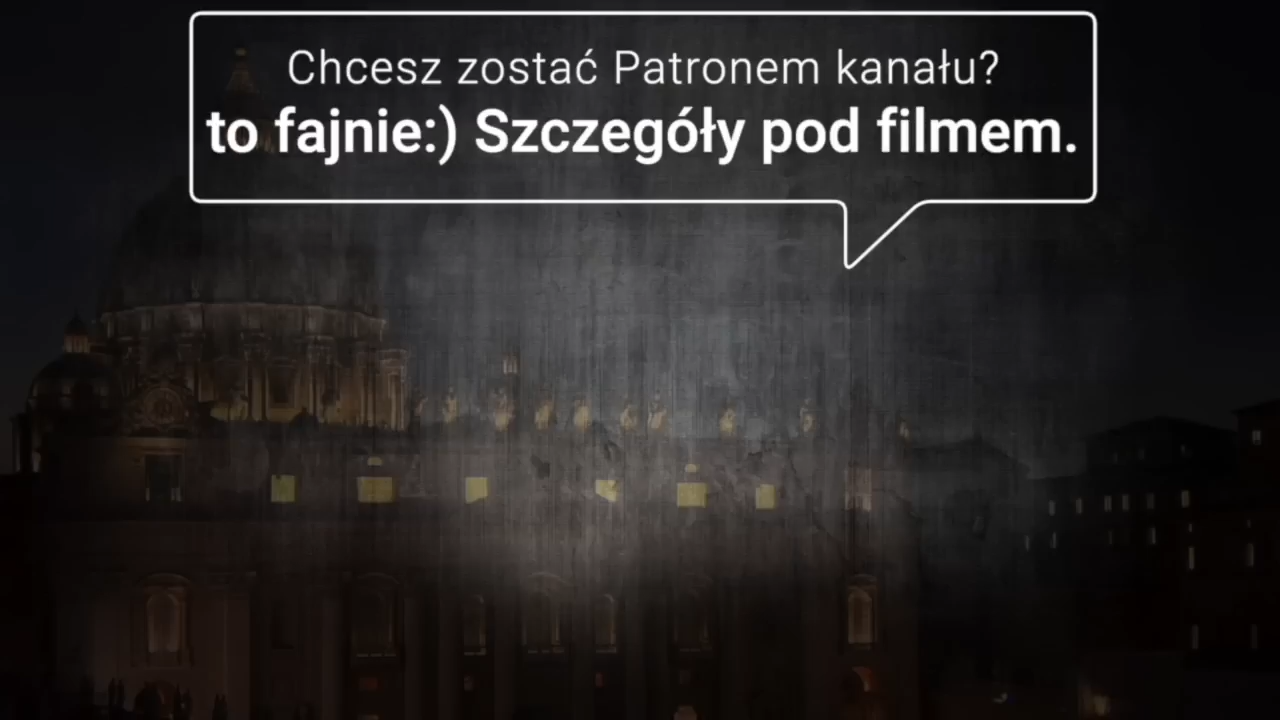 Chcesz zostać Patronem kanału?
to fajnie:) Szczegóły pod filmem.